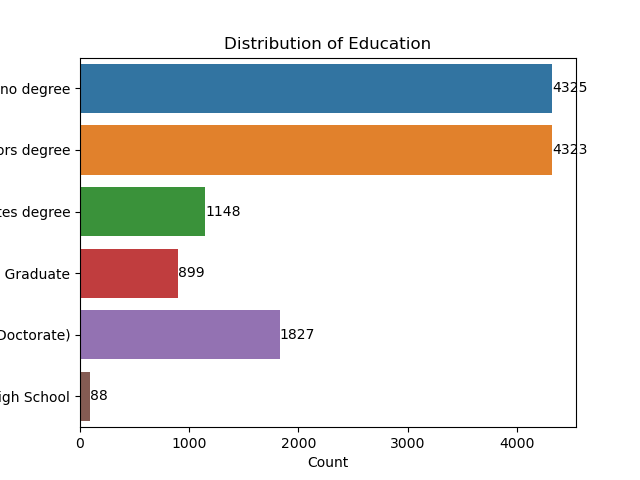 Distribution of Education
no degree 4325
ors degree 4323
tes degree 1148
Graduate 899
Doctorate) 1827
igh School 88
0 1000 2000 3000 4000
Count